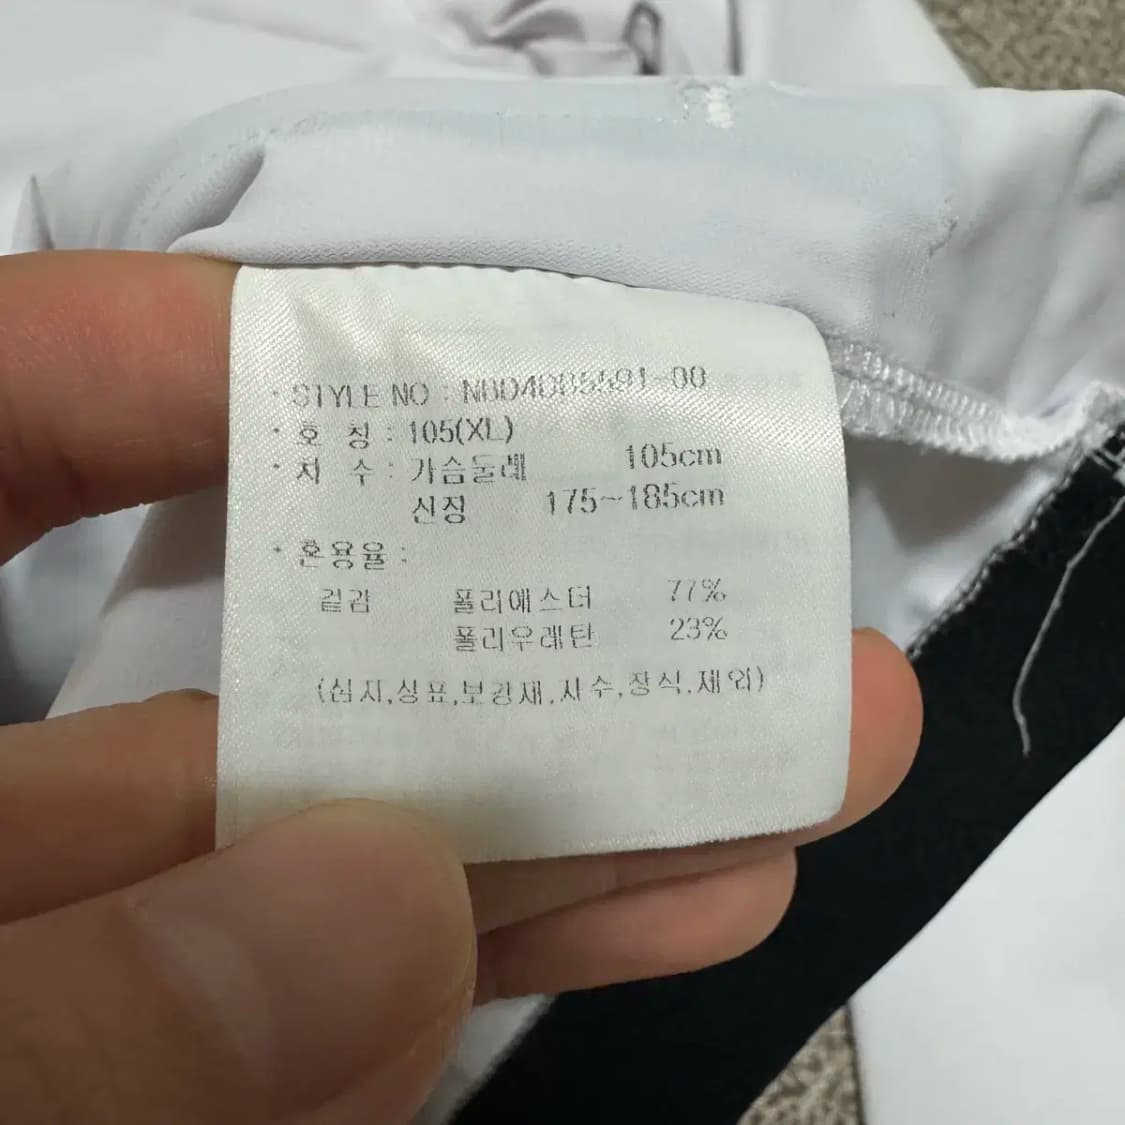 · STYLE NO : NBD4DB5591-00
· 호 칭 : 105(XL)
· 치 수 : 가슴둘레 105cm
신장 175~185cm
· 혼용율 :
겉감 폴리에스터 77%
폴리우레탄 23%
(심지,상표,보강재,자수,장식,제외)